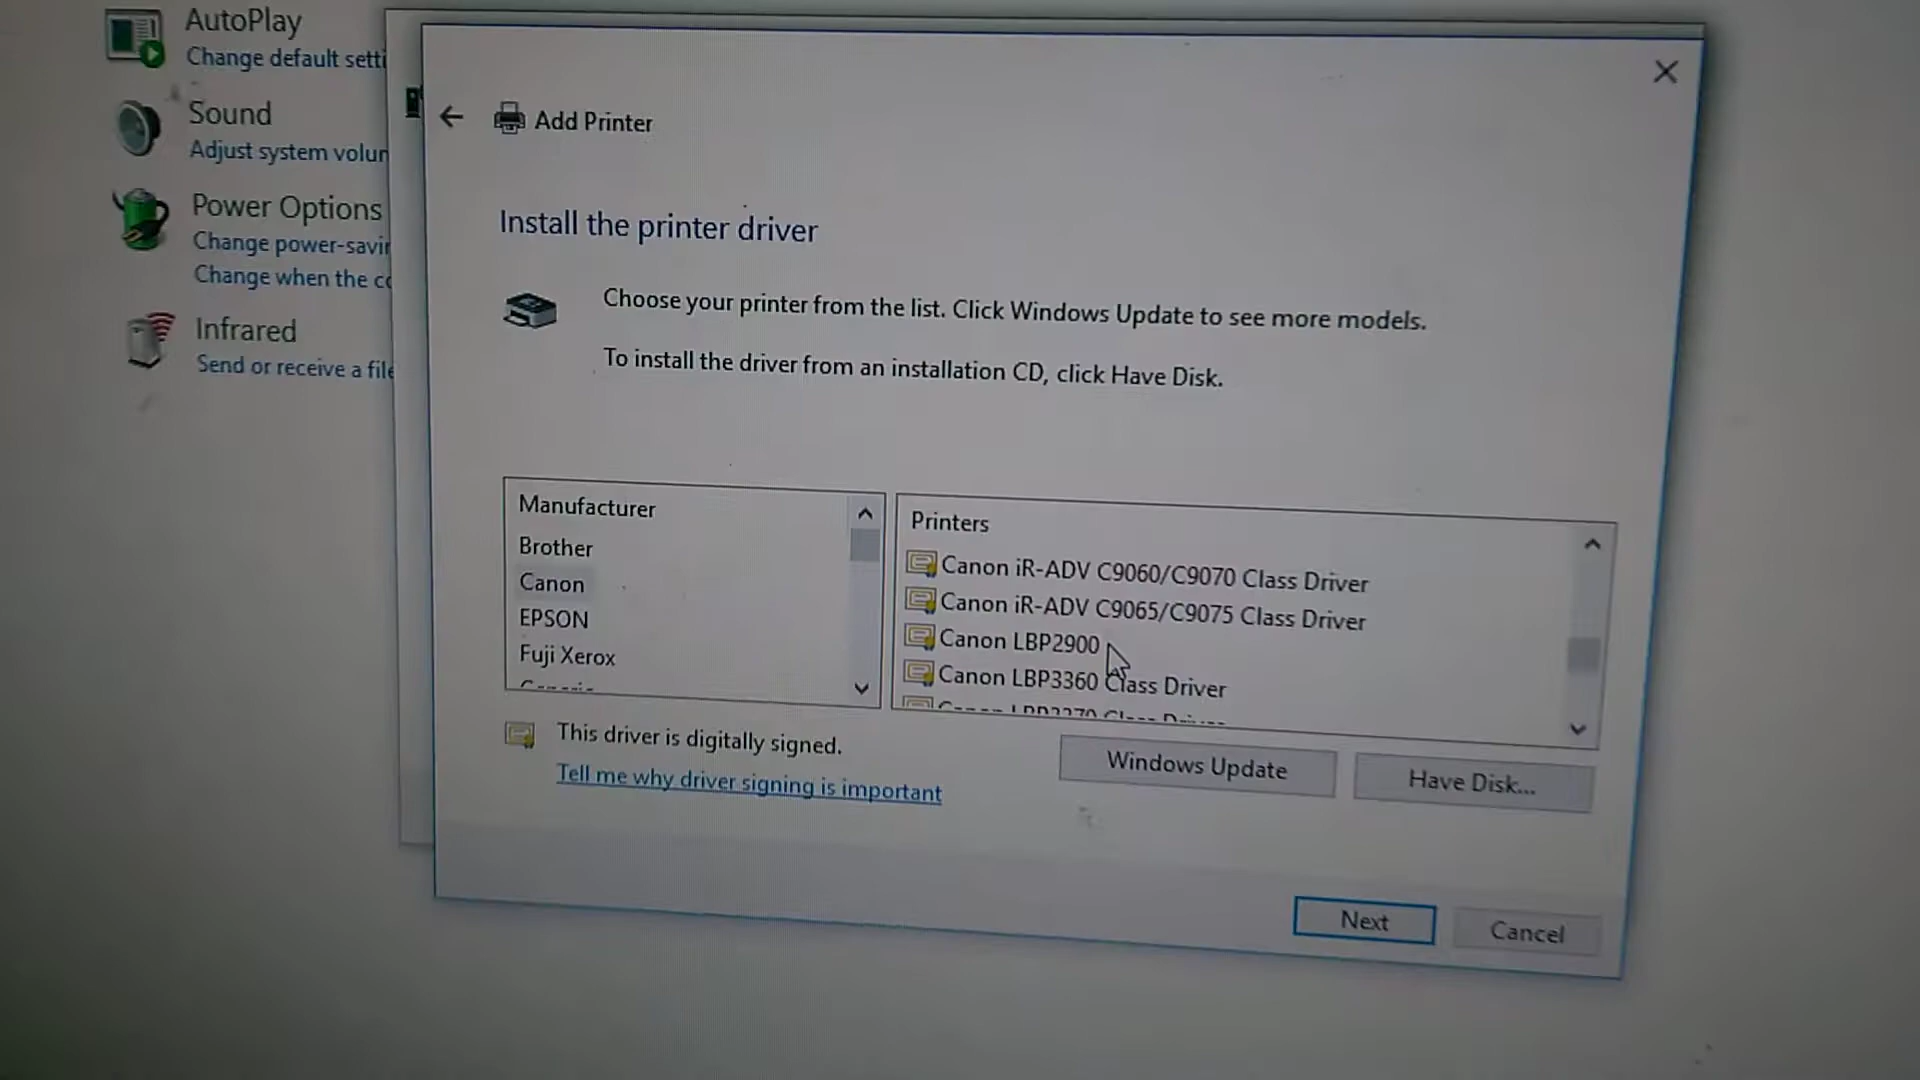 AutoPlay
Change default setti
Sound
Adjust system volur
Power Options
Change power-savin
Change when the co
Infrared
Send or receive a file
Add Printer
Install the printer driver
Choose your printer from the list. Click Windows Update to see more models.
To install the driver from an installation CD, click Have Disk.
Manufacturer
Brother
Canon
EPSON
Fuji Xerox
Printers
Canon iR-ADV C9060/C9070 Class Driver
Canon iR-ADV C9065/C9075 Class Driver
Canon LBP2900
Canon LBP3360 Class Driver
This driver is digitally signed.
Tell me why driver signing is important
Windows Update
Have Disk...
Next
Cancel